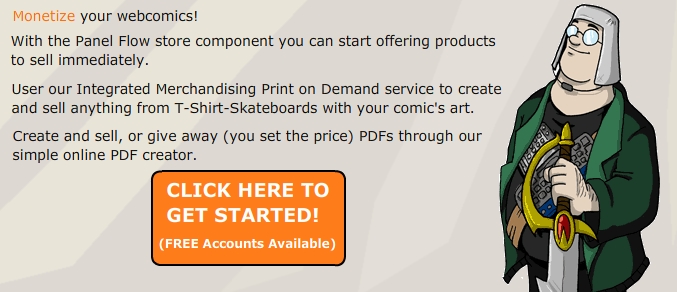 Monetize your webcomics!
With the Panel Flow store component you can start offering products
to sell immediately.
User our Integrated Merchandising Print on Demand service to create
and sell anything from T-Shirt-Skateboards with your comic's art.
Create and sell, or give away (you set the price) PDFs through our
simple online PDF creator.
CLICK HERE TO
GET STARTED!
(FREE Accounts Available)